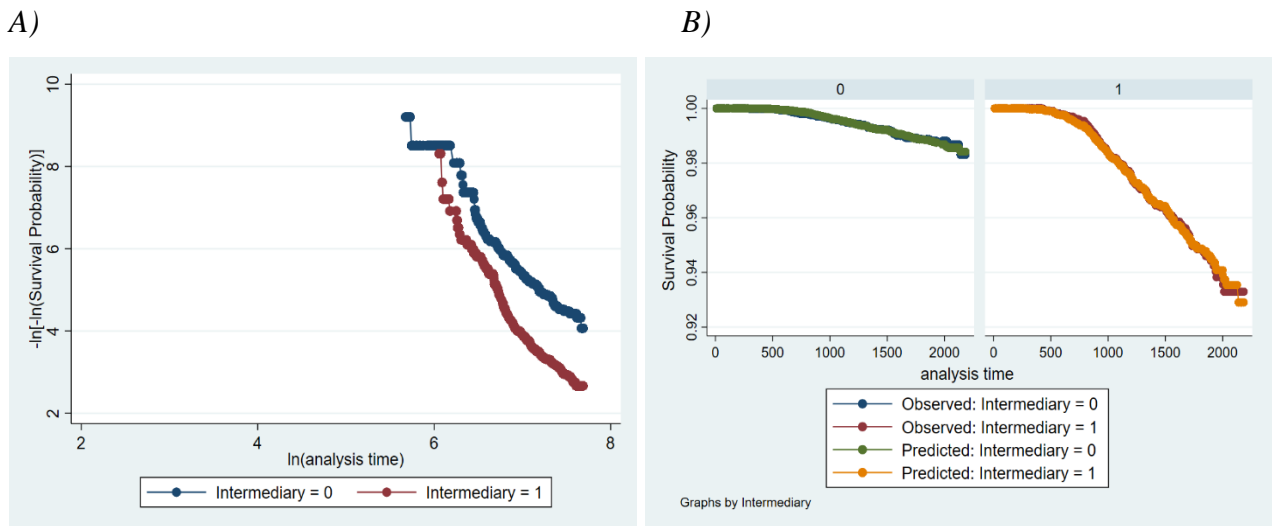 A)
B)
-ln[-ln(Survival Probability)]
10
8
6
4
2
2
4
6
8
ln(analysis time)
Intermediary = 0
Intermediary = 1
0
1
Survival Probability
1.00
0.98
0.96
0.94
0.92
0
500
1000
1500
2000
0
500
1000
1500
2000
analysis time
Observed: Intermediary = 0
Observed: Intermediary = 1
Predicted: Intermediary = 0
Predicted: Intermediary = 1
Graphs by Intermediary